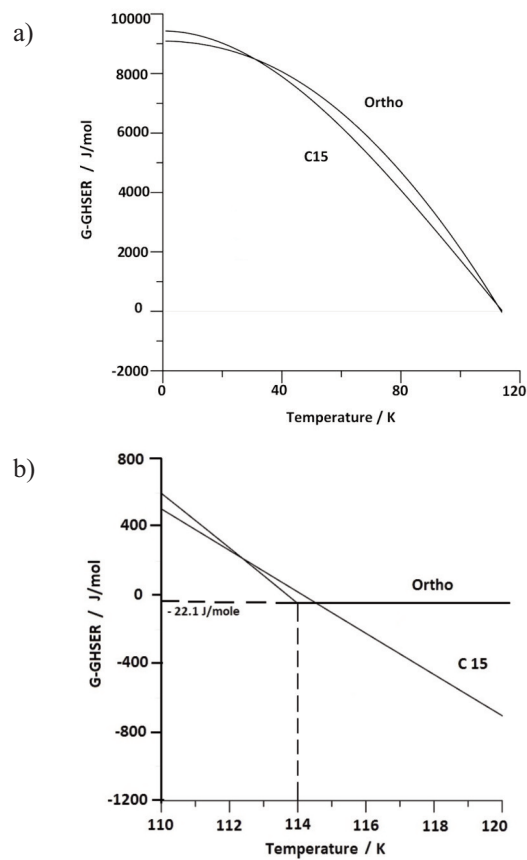 a)
10000
8000
6000
4000
2000
0
-2000
G-GHSER / J/mol
Ortho
C15
0 40 80 120
Temperature / K
b)
800
400
0
-400
-800
-1200
G-GHSER / J/mol
Ortho
- 22.1 J/mole
C 15
110 112 114 116 118 120
Temperature / K